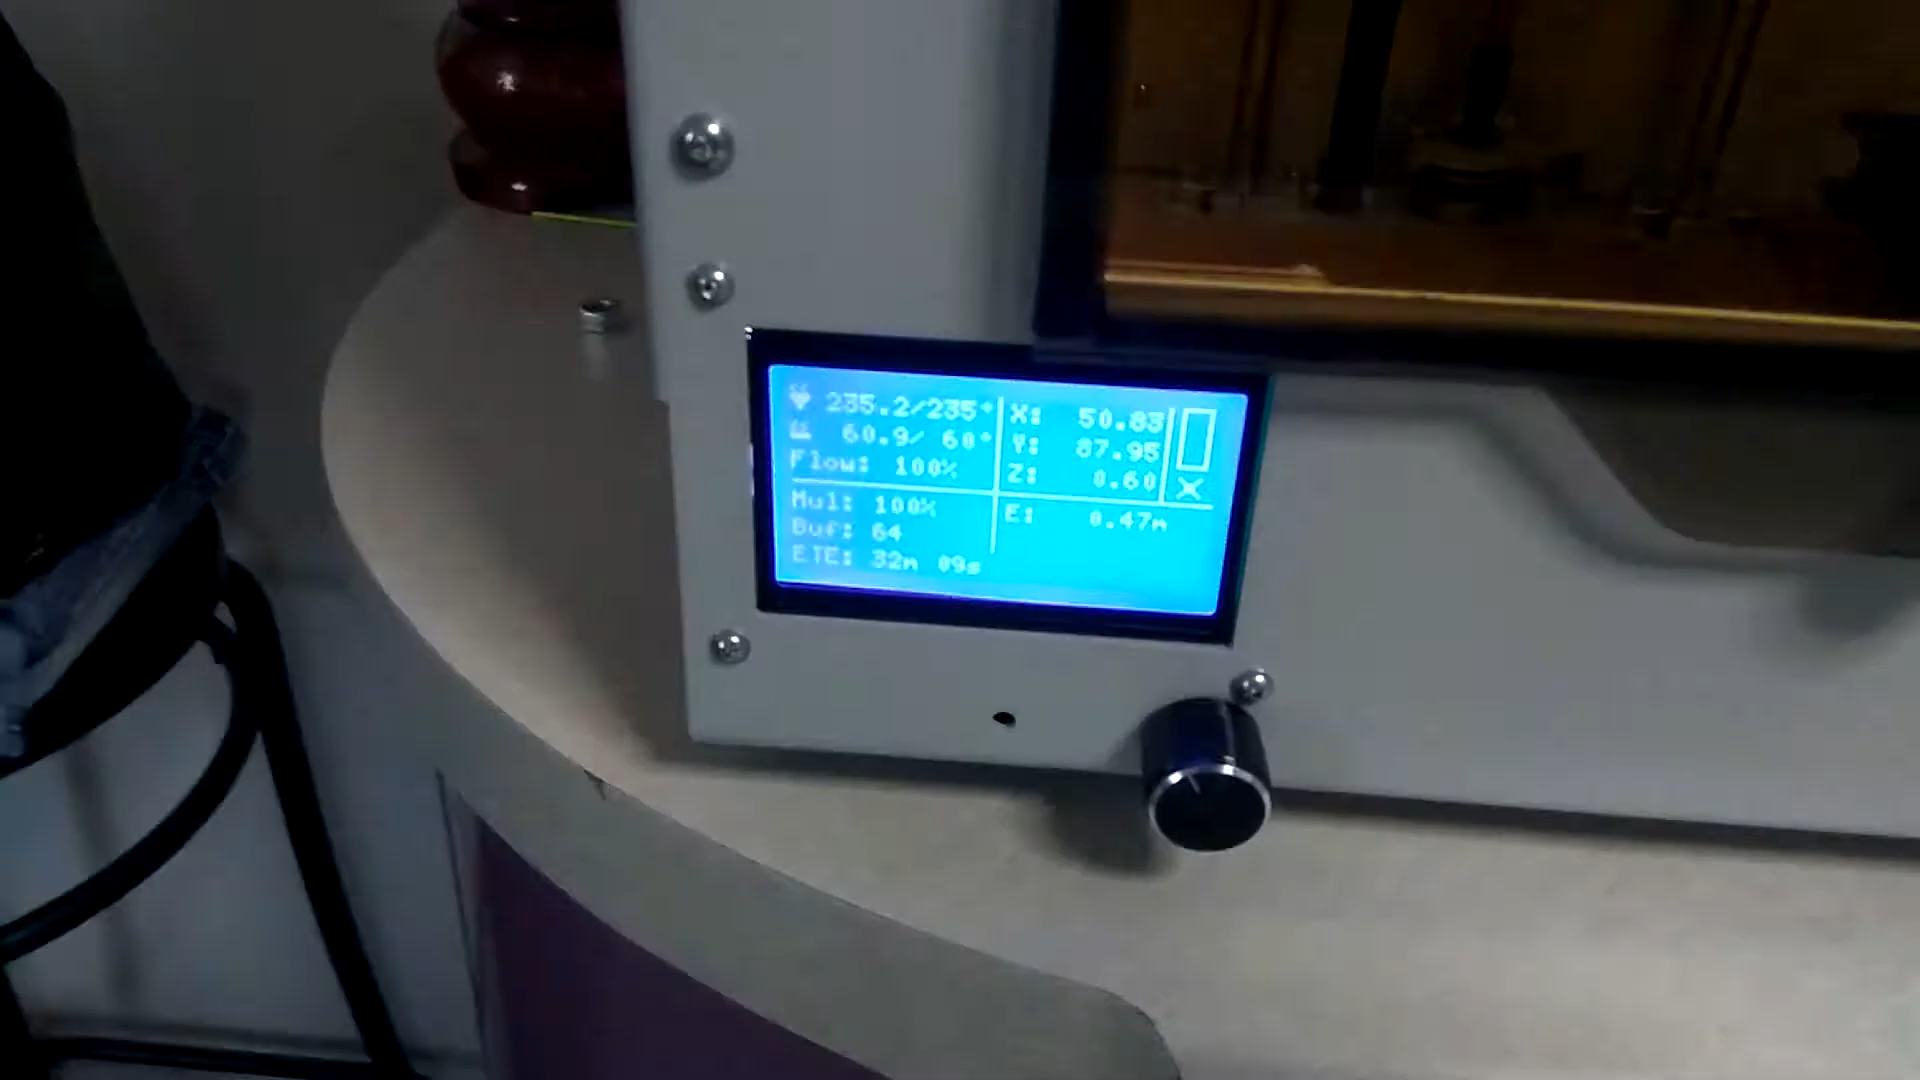 235.2/235°
60.9/ 60°
Flow: 100%
X: 50.83
Y: 87.95
Z: 0.60
Mul: 100%
Buf: 64
ETE: 32m 09s
E: 0.47m